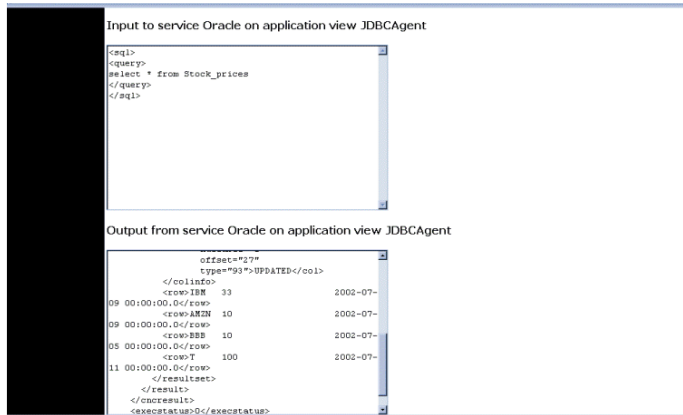 Input to service Oracle on application view JDBCAgent
<sql>
<query>
select * from Stock_prices
</query>
</sql>
Output from service Oracle on application view JDBCAgent
offset="27"
type="93">UPDATED</col>
</colinfo>
<row>IBM 33 2002-07-
09 00:00:00.0</row>
<row>AMZN 10 2002-07-
09 00:00:00.0</row>
<row>BBB 10 2002-07-
05 00:00:00.0</row>
<row>T 100 2002-07-
11 00:00:00.0</row>
</resultset>
</result>
</cncresult>
<execstatus>0</execstatus>